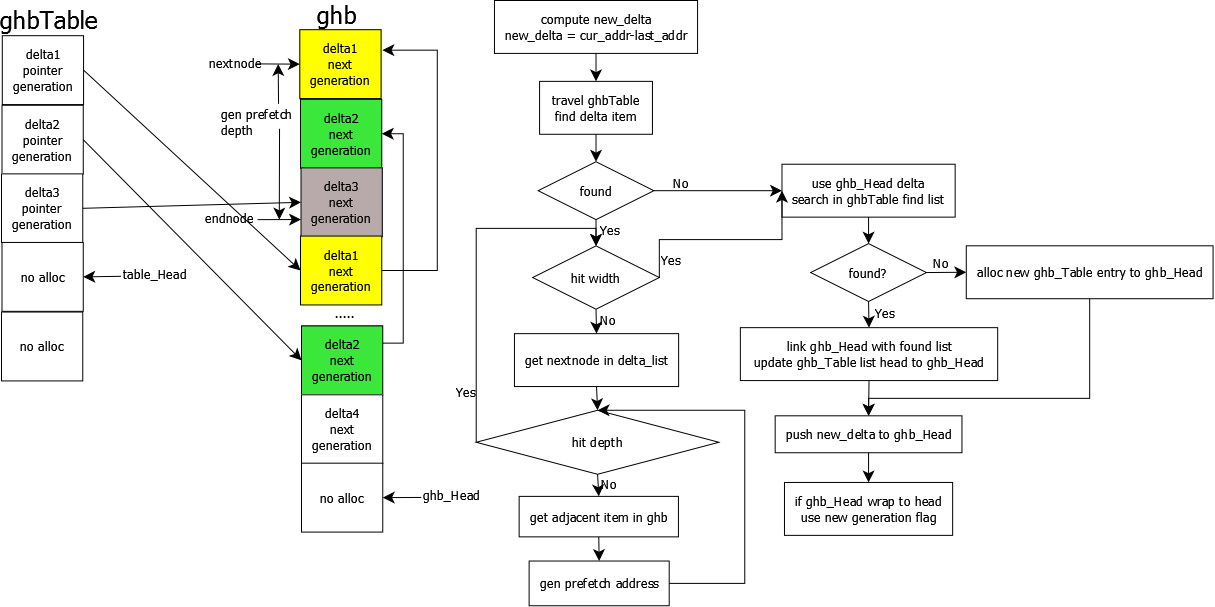 ghbTable
delta1
pointer
generation
delta2
pointer
generation
delta3
pointer
generation
no alloc
no alloc
table_Head
ghb
nextnode
gen prefetch
depth
endnode
delta1
next
generation
delta2
next
generation
delta3
next
generation
delta1
next
generation
.....
delta2
next
generation
delta4
next
generation
no alloc
ghb_Head
compute new_delta
new_delta = cur_addr-last_addr
travel ghbTable
find delta item
found
No
Yes
hit width
Yes
No
get nextnode in delta_list
Yes
hit depth
No
get adjacent item in ghb
gen prefetch address
use ghb_Head delta
search in ghbTable find list
found?
No
alloc new ghb_Table entry to ghb_Head
Yes
link ghb_Head with found list
update ghb_Table list head to ghb_Head
push new_delta to ghb_Head
if ghb_Head wrap to head
use new generation flag